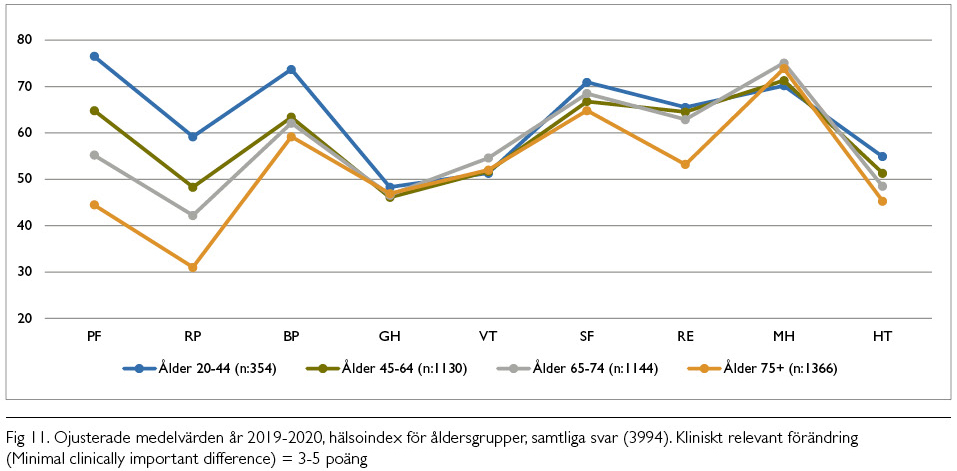 80
70
60
50
40
30
20
PF RP BP GH VT SF RE MH HT
Ålder 20-44 (n:354) Ålder 45-64 (n:1130) Ålder 65-74 (n:1144) Ålder 75+ (n:1366)
Fig 11. Ojusterade medelvärden år 2019-2020, hälsoindex för åldersgrupper, samtliga svar (3994). Kliniskt relevant förändring
(Minimal clinically important difference) = 3-5 poäng